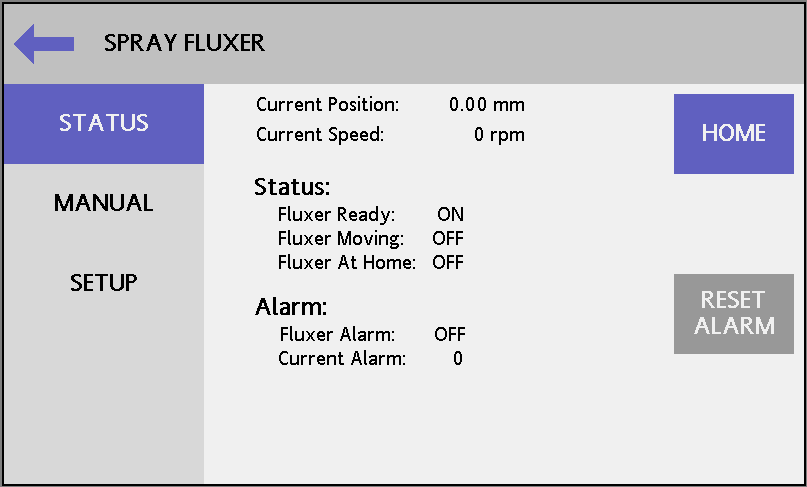 SPRAY FLUXER
STATUS
MANUAL
SETUP
Current Position: 0.00 mm
Current Speed: 0 rpm
Status:
Fluxer Ready: ON
Fluxer Moving: OFF
Fluxer At Home: OFF
Alarm:
Fluxer Alarm: OFF
Current Alarm: 0
HOME
RESET
ALARM